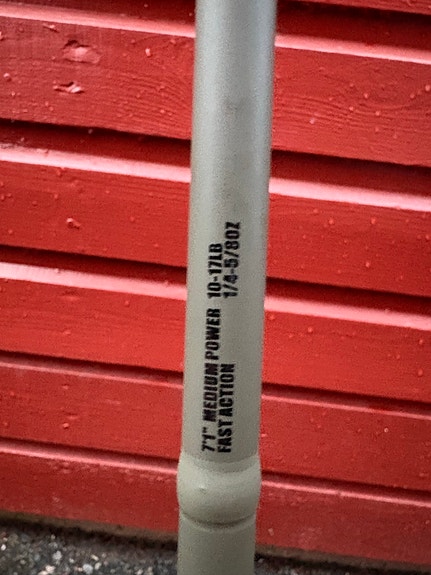 7'1" MEDIUM POWER 10-17LB
FAST ACTION 1/4-5/8OZ